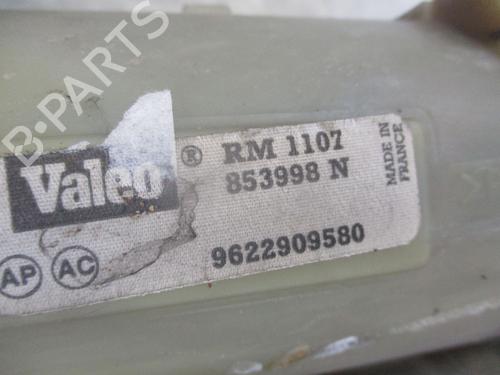 B-PARTS
Valeo ®
RM 1107
853998 N
MADE IN
FRANCE
9622909580
AP AC